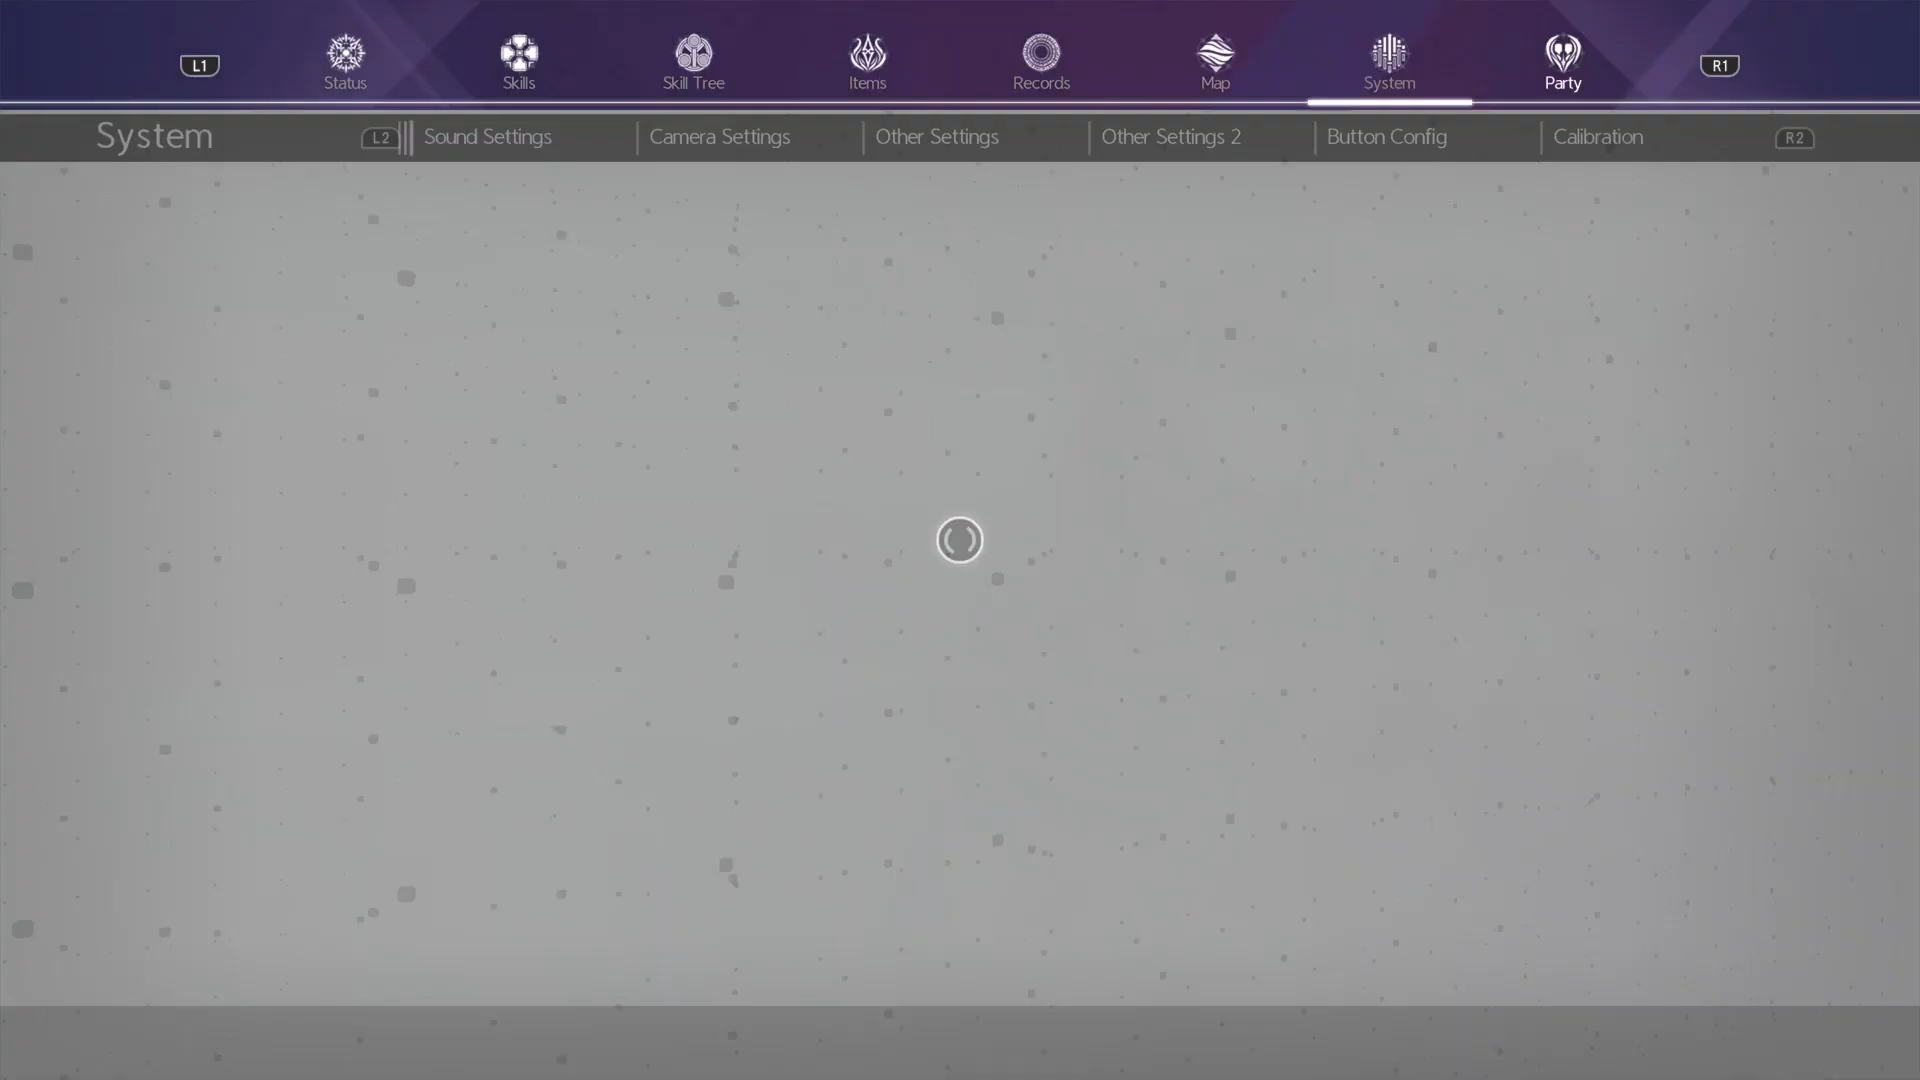 L1 Status Skills Skill Tree Items Records Map System Party R1
System L2 Sound Settings Camera Settings Other Settings Other Settings 2 Button Config Calibration R2